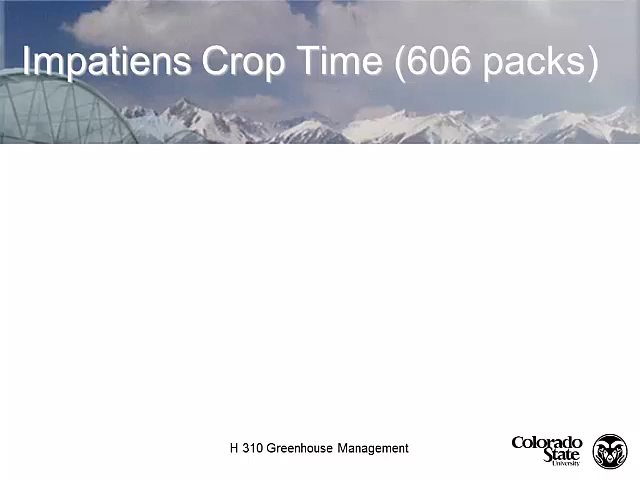 Impatiens Crop Time (606 packs)
H 310 Greenhouse Management
Colorado
State
University